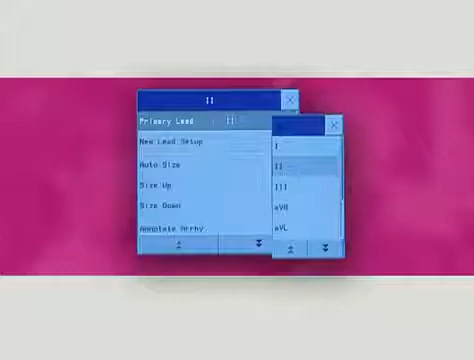 II
Primary Lead II
New Lead Setup
Auto Size
Size Up
Size Down
Annotate Arrhy
I
II
III
aVR
aVL